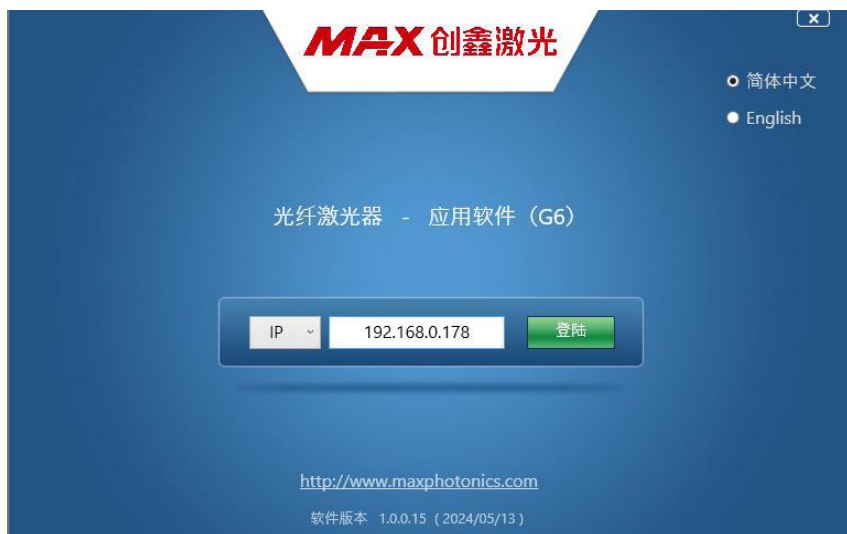 MAX 创鑫激光
简体中文
English
光纤激光器 - 应用软件（G6）
IP 192.168.0.178 登陆
http://www.maxphotonics.com
软件版本 1.0.0.15 ( 2024/05/13 )